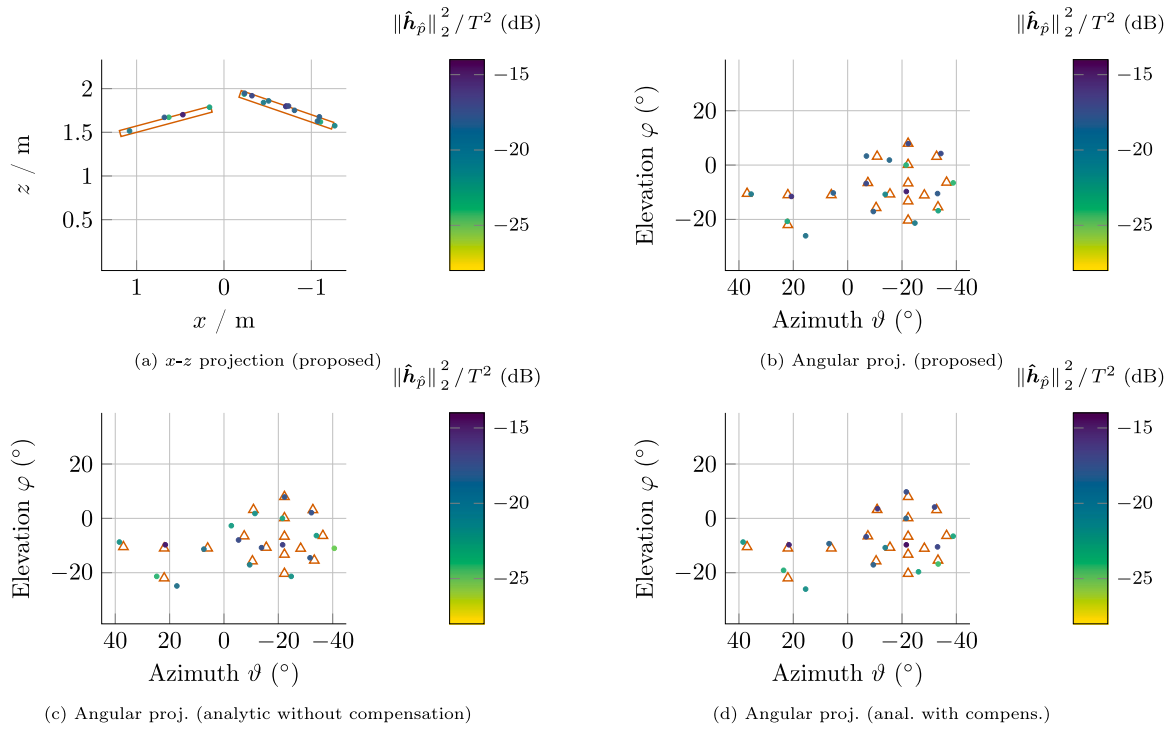 ‖ĥ_p̂‖₂² / T² (dB)
‖ĥ_p̂‖₂² / T² (dB)
2
1.5
1
0.5
z / m
1
0
−1
x / m
−15
−20
−25
(a) x-z projection (proposed)
20
0
−20
Elevation φ (°)
40
20
0
−20
−40
Azimuth ϑ (°)
−15
−20
−25
(b) Angular proj. (proposed)
‖ĥ_p̂‖₂² / T² (dB)
‖ĥ_p̂‖₂² / T² (dB)
20
0
−20
Elevation φ (°)
40
20
0
−20
−40
Azimuth ϑ (°)
−15
−20
−25
(c) Angular proj. (analytic without compensation)
20
0
−20
Elevation φ (°)
40
20
0
−20
−40
Azimuth ϑ (°)
−15
−20
−25
(d) Angular proj. (anal. with compens.)